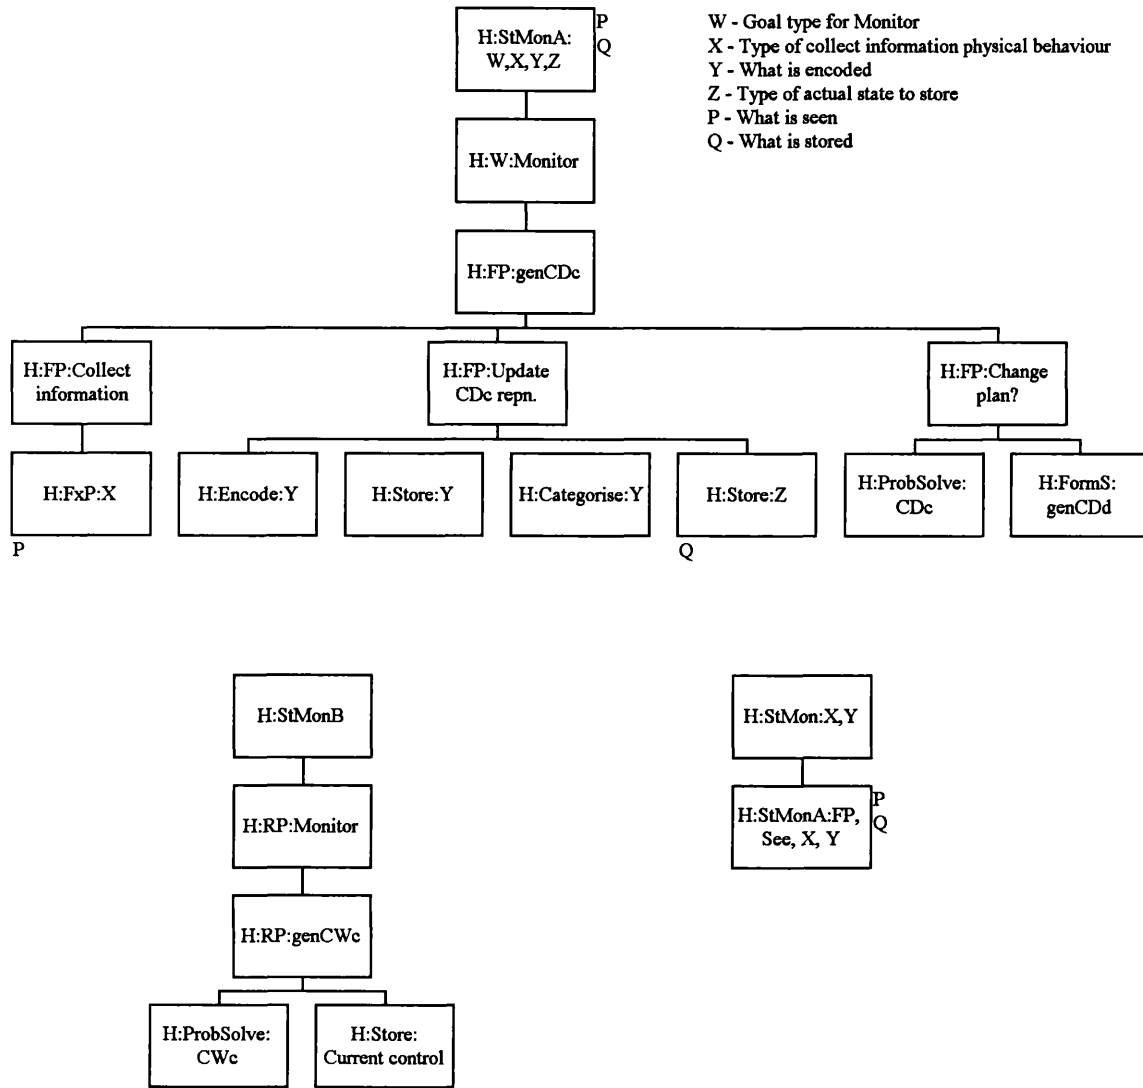 H:StMonA:
W,X,Y,Z
P
Q
W - Goal type for Monitor
X - Type of collect information physical behaviour
Y - What is encoded
Z - Type of actual state to store
P - What is seen
Q - What is stored
H:W:Monitor
H:FP:genCDc
H:FP:Collect
information
H:FP:Update
CDc repn.
H:FP:Change
plan?
H:FxP:X
H:Encode:Y
H:Store:Y
H:Categorise:Y
H:Store:Z
H:ProbSolve:
CDc
H:FormS:
genCDd
P
Q
H:StMonB
H:RP:Monitor
H:RP:genCWc
H:ProbSolve:
CWc
H:Store:
Current control
H:StMon:X,Y
H:StMonA:FP,
See, X, Y
P
Q